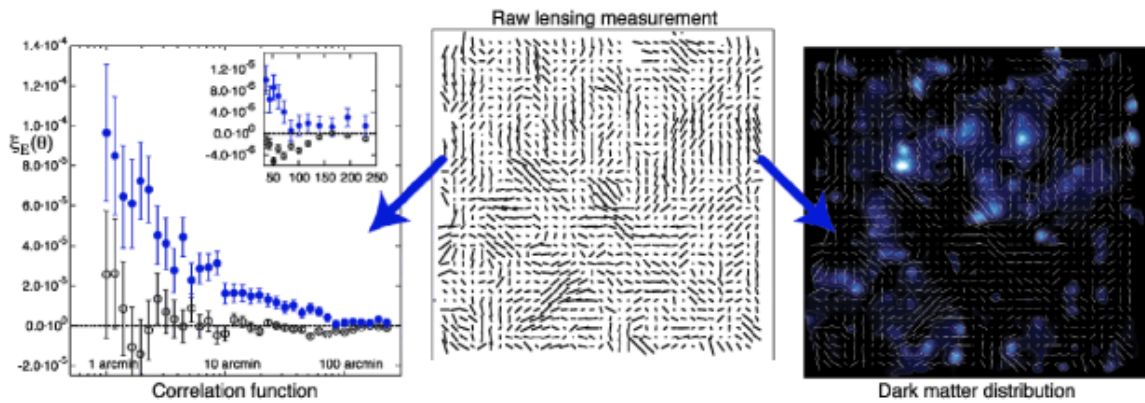 Raw lensing measurement
1.4·10⁻⁴
1.2·10⁻⁴
1.0·10⁻⁴
8.0·10⁻⁵
6.0·10⁻⁵
4.0·10⁻⁵
2.0·10⁻⁵
0.0·10⁰
-2.0·10⁻⁵
ξE(θ)
1.2·10⁻⁵
8.0·10⁻⁶
4.0·10⁻⁶
0.0·10⁰
-4.0·10⁻⁶
50 100 150 200 250
1 arcmin 10 arcmin 100 arcmin
Correlation function
Dark matter distribution